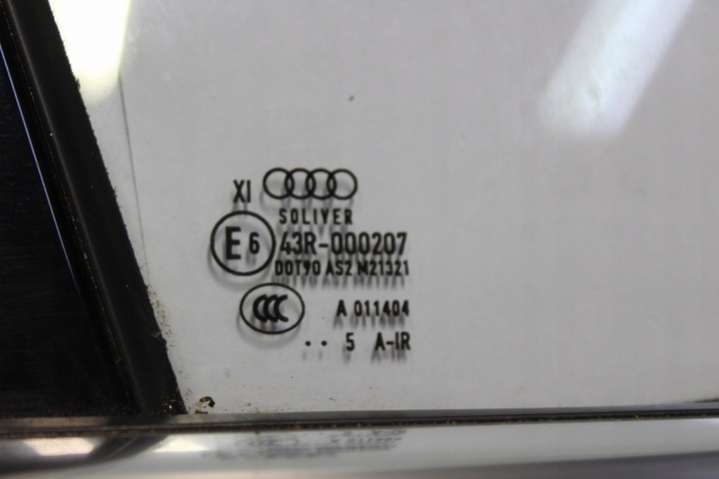 XI
SOLIVER
E6 43R-000207
DOT90 AS2 M21321
CCC A 011404
.. 5 A-IR